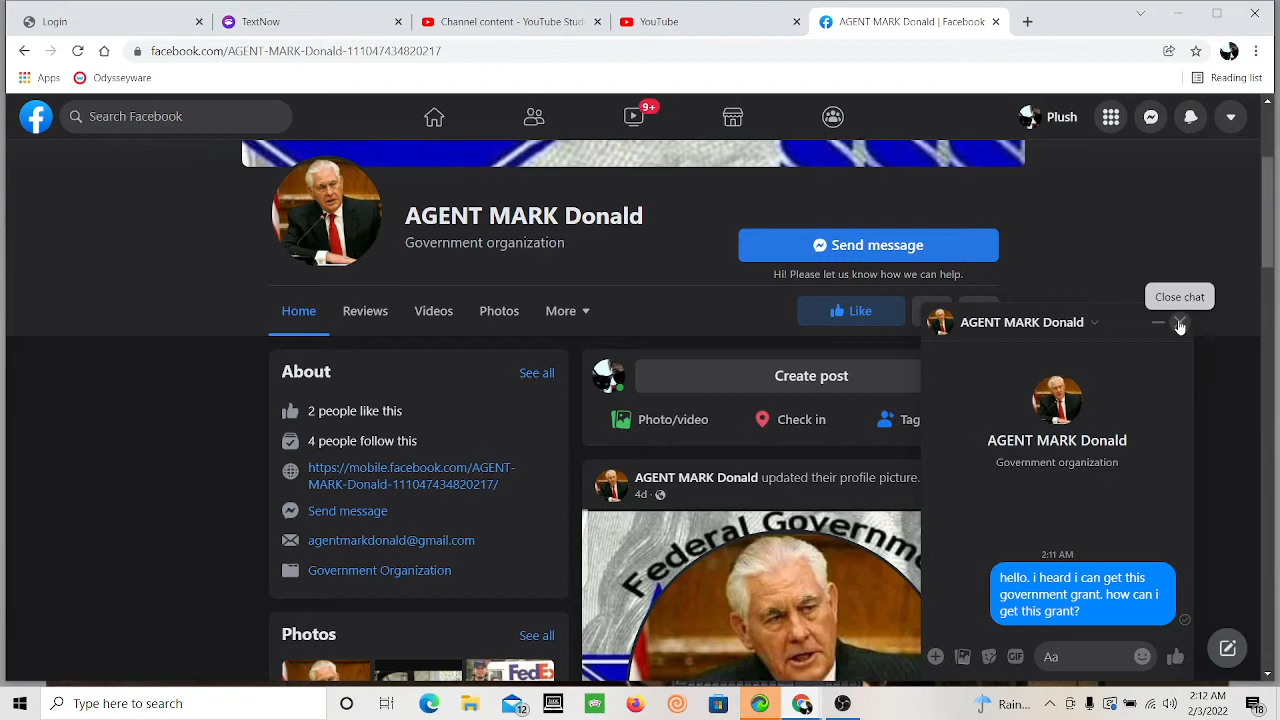 Login
TextNow
Channel content - YouTube Stud
YouTube
AGENT MARK Donald | Facebook
facebook.com/AGENT-MARK-Donald-111047434820217
Apps
Odysseyware
Reading list
Search Facebook
9+
Plush
AGENT MARK Donald
Government organization
Send message
Hi! Please let us know how we can help.
Home
Reviews
Videos
Photos
More
Like
Close chat
AGENT MARK Donald
About
See all
2 people like this
4 people follow this
https://mobile.facebook.com/AGENT-
MARK-Donald-111047434820217/
Send message
agentmarkdonald@gmail.com
Government Organization
Photos
See all
FedEx
Create post
Photo/video
Check in
Tag
AGENT MARK Donald updated their profile picture.
4d
Federal Governm
AGENT MARK Donald
Government organization
2:11 AM
hello. i heard i can get this
government grant. how can i
get this grant?
GIF
Aa
Type here to search
12
Rain...
2:12 AM
2/3/2022
18